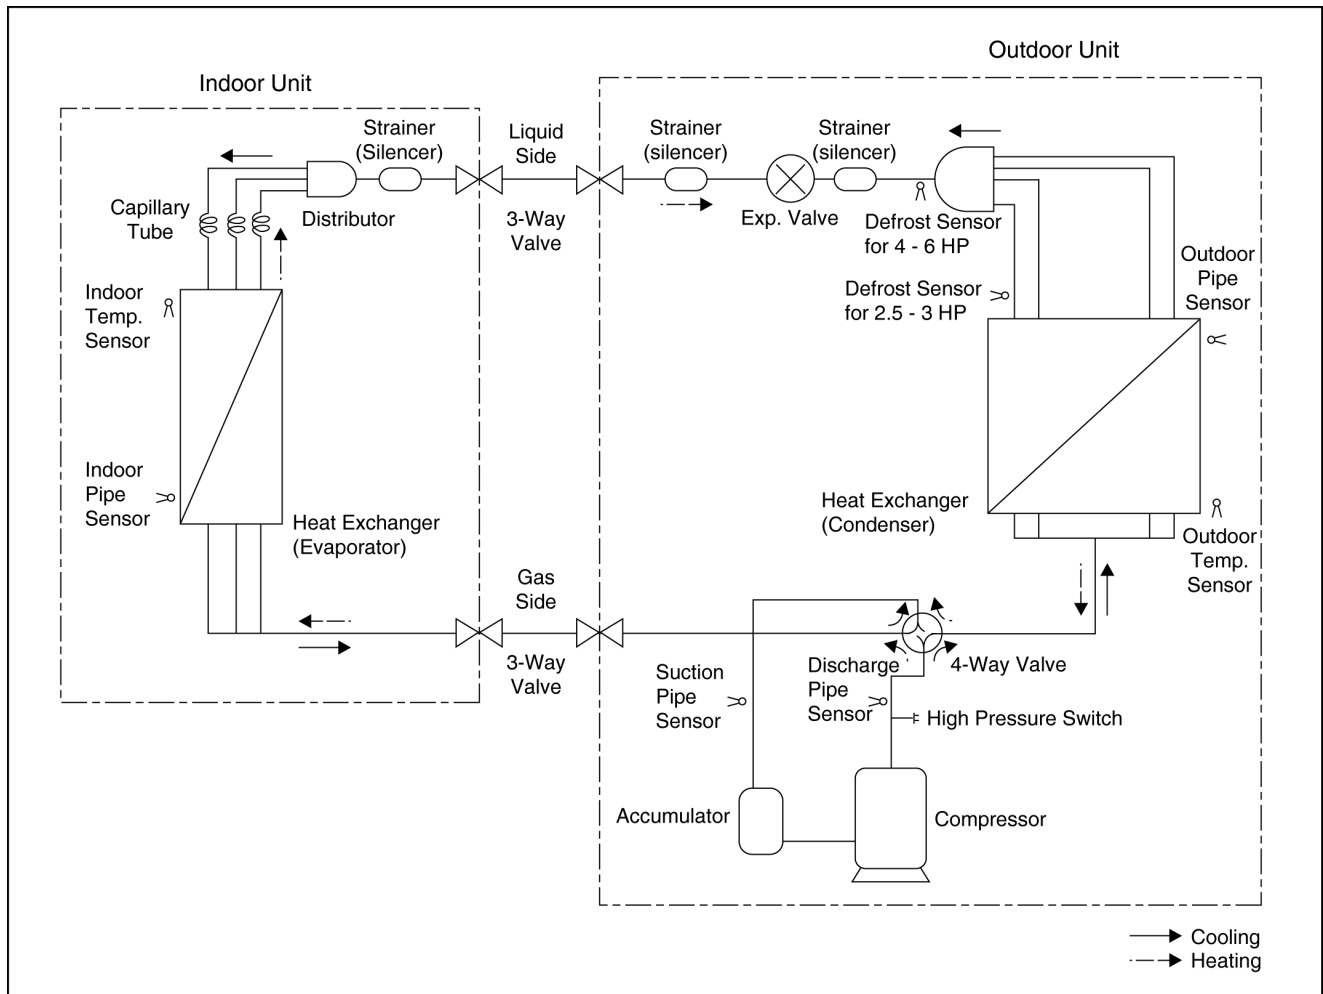 Outdoor Unit
Indoor Unit
Strainer
(Silencer)
Liquid
Side
Strainer
(silencer)
Strainer
(silencer)
Capillary
Tube
Distributor
3-Way
Valve
Exp. Valve
Defrost Sensor
for 4 - 6 HP
Outdoor
Pipe
Sensor
Defrost Sensor
for 2.5 - 3 HP
Indoor
Temp.
Sensor
Indoor
Pipe
Sensor
Heat Exchanger
(Evaporator)
Heat Exchanger
(Condenser)
Outdoor
Temp.
Sensor
Gas
Side
3-Way
Valve
Suction
Pipe
Sensor
Discharge
Pipe
Sensor
4-Way Valve
High Pressure Switch
Accumulator
Compressor
Cooling
Heating